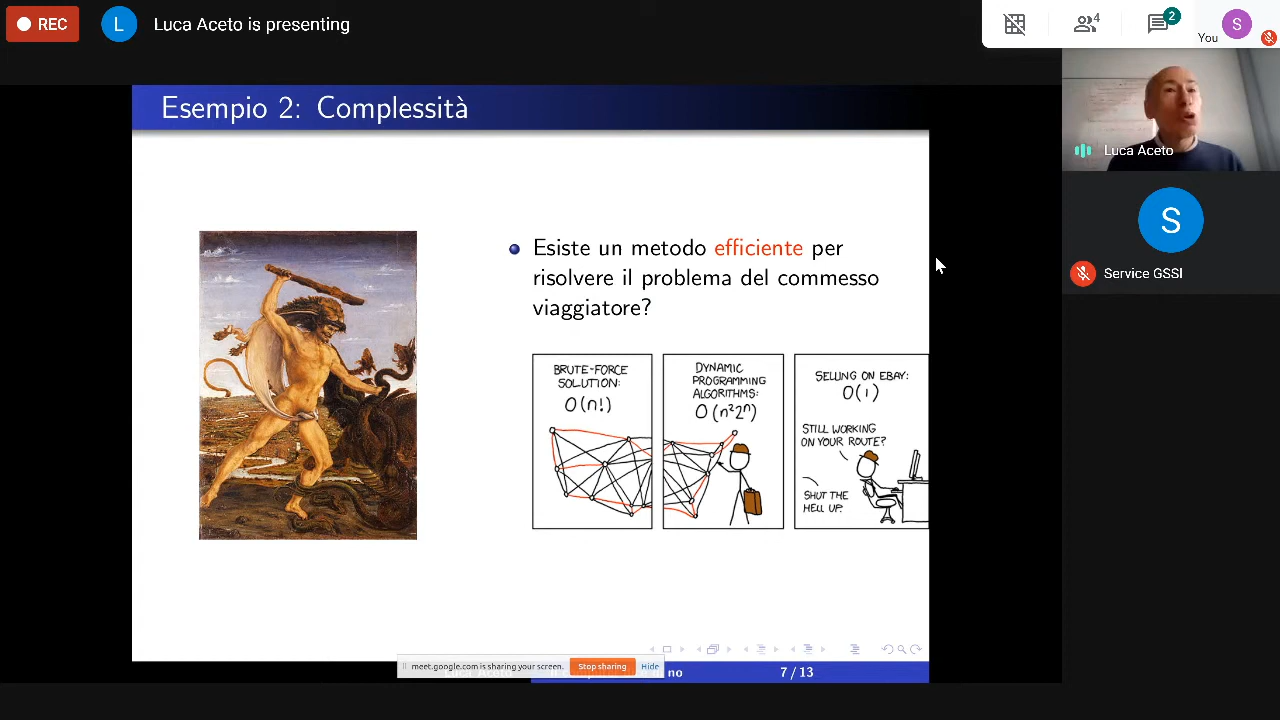 REC
L
Luca Aceto is presenting
4
2
You
S
Esempio 2: Complessità
Luca Aceto
S
Service GSSI
Esiste un metodo efficiente per
risolvere il problema del commesso
viaggiatore?
BRUTE-FORCE
SOLUTION:
O(n!)
DYNAMIC
PROGRAMMING
ALGORITHMS:
O(n²2ⁿ)
SELLING ON EBAY:
O(1)
STILL WORKING
ON YOUR ROUTE?
SHUT THE
HELL UP.
meet.google.com is sharing your screen.
Stop sharing
Hide
7 / 13